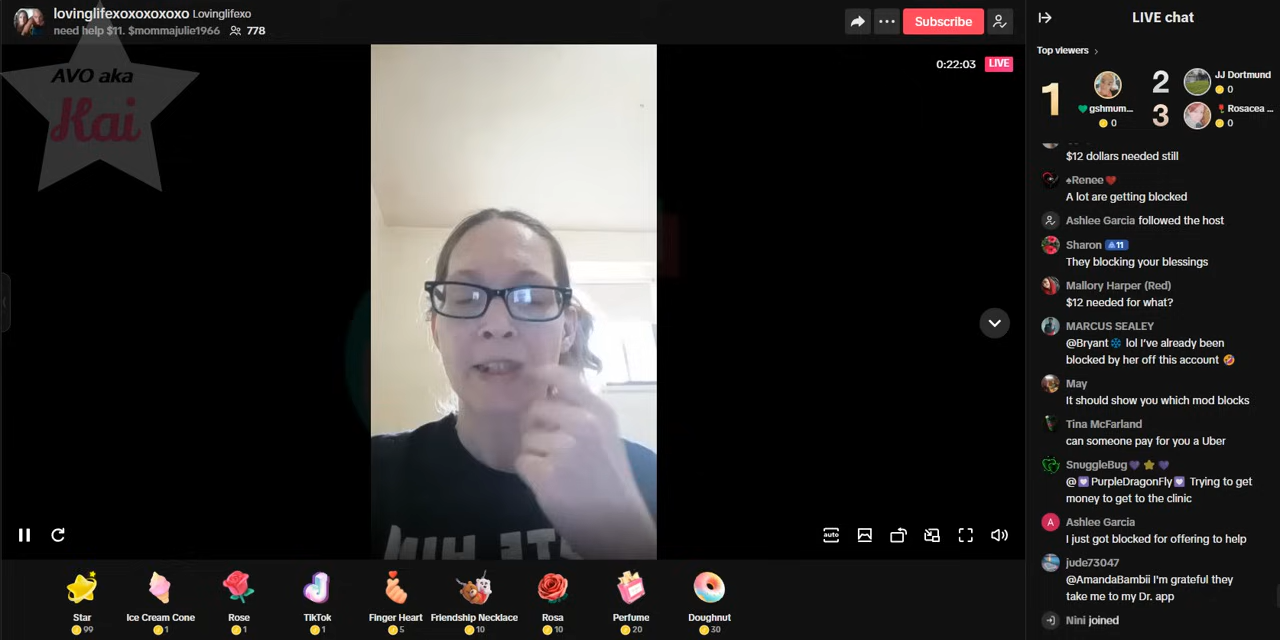 lovinglifexoxoxoxoxo Lovinglifexo
need help $11. $mommajulie1966 778
Subscribe
AVO aka
Kai
0:22:03 LIVE
LIVE chat
Top viewers
1
gshmum...
0
2
JJ Dortmund
0
3
Rosacea ...
0
$12 dollars needed still
♠Renee❤️
A lot are getting blocked
Ashlee Garcia followed the host
Sharon 11
They blocking your blessings
Mallory Harper (Red)
$12 needed for what?
MARCUS SEALEY
@Bryant❄️ lol I've already been
blocked by her off this account 🤣
May
It should show you which mod blocks
Tina McFarland
can someone pay for you a Uber
SnuggleBug💜 ⭐ 💜
@💟PurpleDragonFly💟 Trying to get
money to get to the clinic
A
Ashlee Garcia
I just got blocked for offering to help
jude73047
@AmandaBambii I'm grateful they
take me to my Dr. app
Nini joined
auto
Star
99
Ice Cream Cone
1
Rose
1
TikTok
1
Finger Heart
5
Friendship Necklace
10
Rosa
10
Perfume
20
Doughnut
30